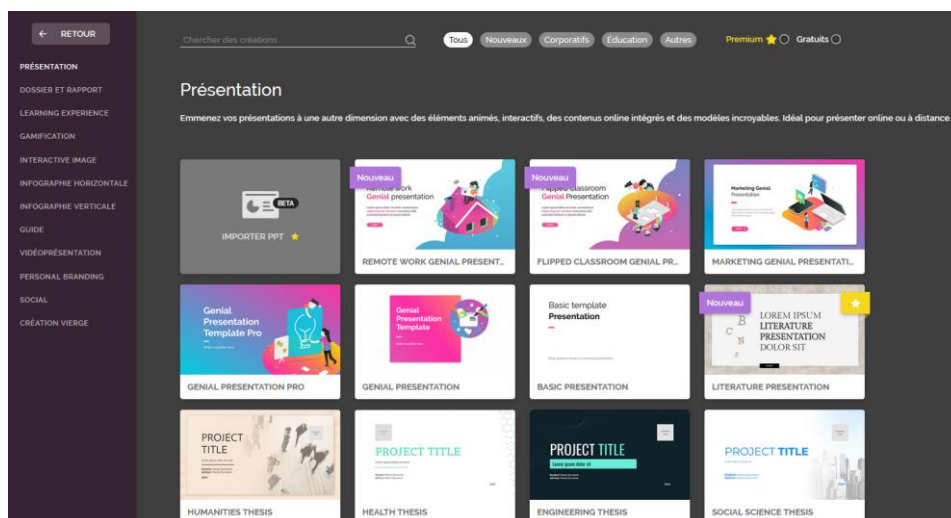 ← RETOUR
PRÉSENTATION
DOSSIER ET RAPPORT
LEARNING EXPERIENCE
GAMIFICATION
INTERACTIVE IMAGE
INFOGRAPHIE HORIZONTALE
INFOGRAPHIE VERTICALE
GUIDE
VIDÉOPRÉSENTATION
PERSONAL BRANDING
SOCIAL
CRÉATION VIERGE
Chercher des créations
Tous Nouveaux Corporatifs Éducation Autres Premium Gratuits
Présentation
Emmenez vos présentations à une autre dimension avec des éléments animés, interactifs, des contenus online intégrés et des modèles incroyables. Idéal pour présenter online ou à distance.
BETA
IMPORTER PPT
Nouveau
Remote work
Genial presentation
REMOTE WORK GENIAL PRESENT...
Nouveau
Flipped classroom
Genial presentation
FLIPPED CLASSROOM GENIAL PR...
Marketing Genial
Presentation
MARKETING GENIAL PRESENTATI...
Genial
Presentation
Template Pro
GENIAL PRESENTATION PRO
Genial
Presentation
Template
GENIAL PRESENTATION
Basic template
Presentation
BASIC PRESENTATION
Nouveau
B
C
N
LOREM IPSUM
LITERATURE
PRESENTATION
DOLOR SIT
LITERATURE PRESENTATION
PROJECT
TITLE
HUMANITIES THESIS
PROJECT TITLE
HEALTH THESIS
PROJECT TITLE
Lorem ipsum dolor sit
ENGINEERING THESIS
PROJECT TITLE
SOCIAL SCIENCE THESIS